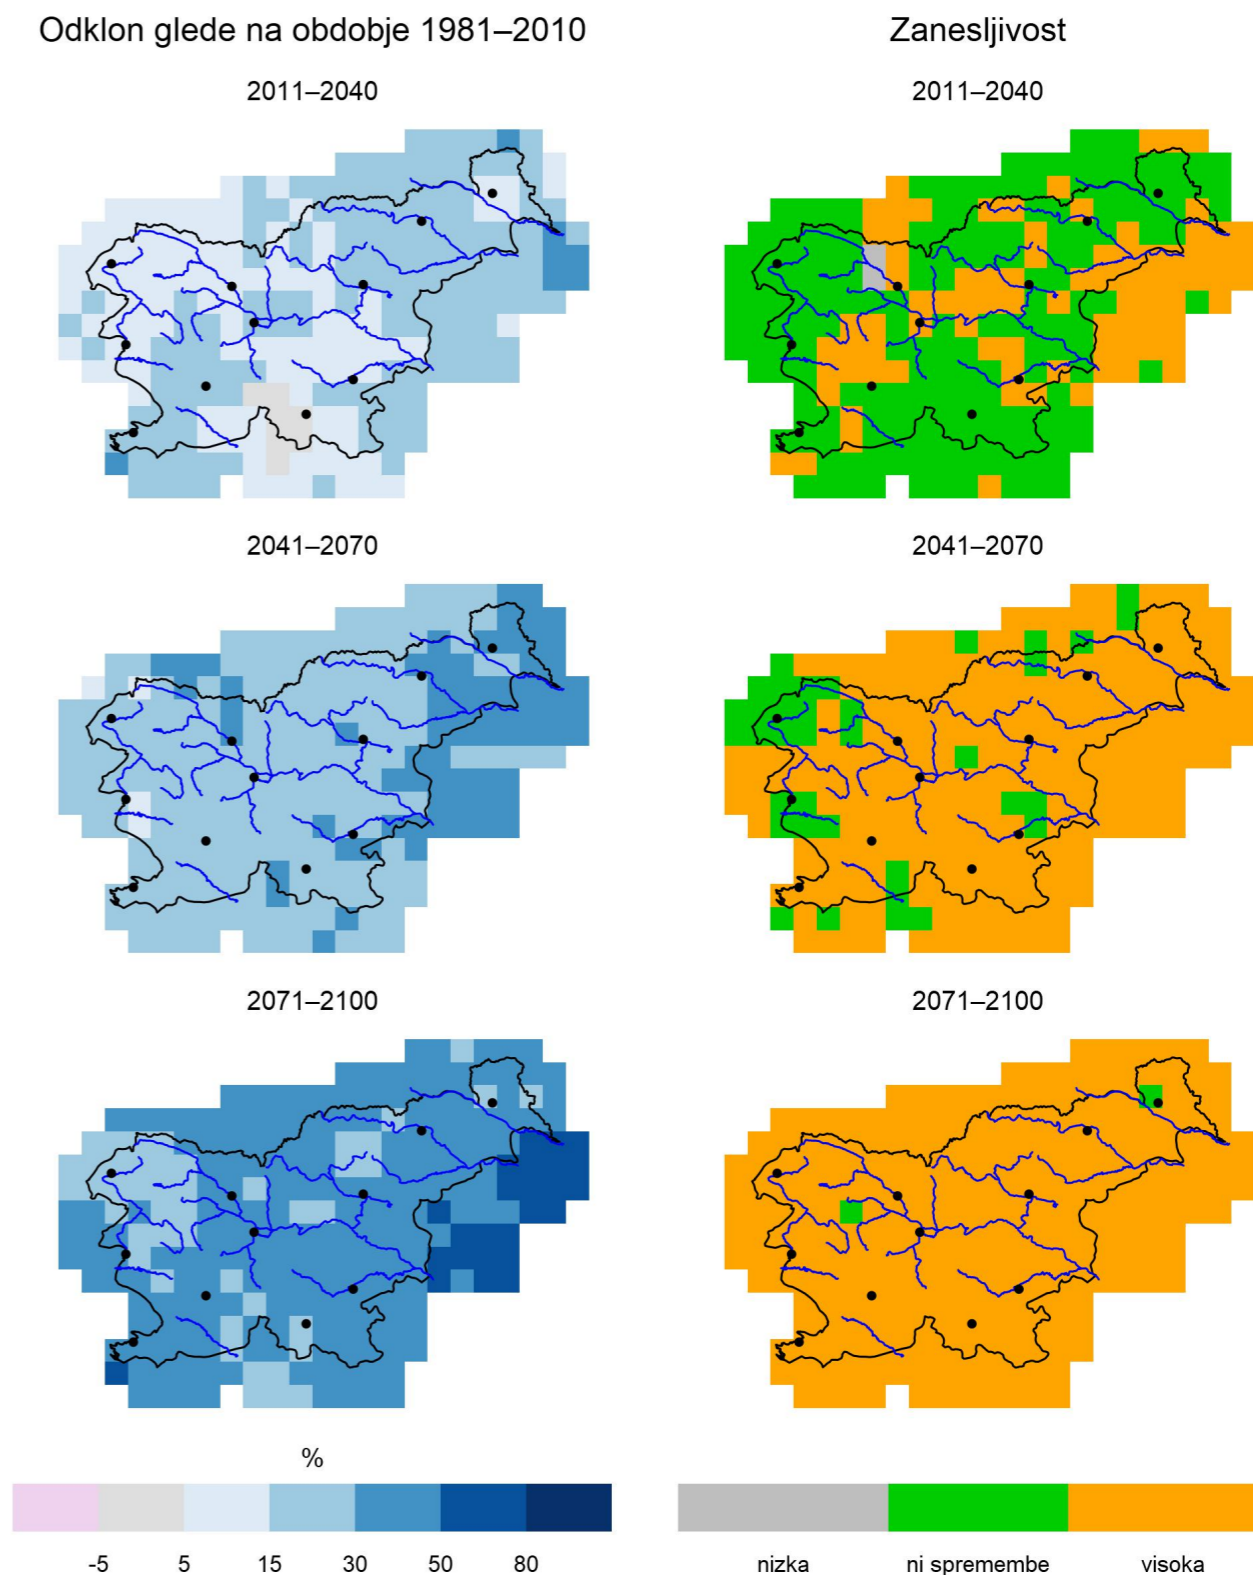 Odklon glede na obdobje 1981–2010
Zanesljivost
2011–2040
2011–2040
2041–2070
2041–2070
2071–2100
2071–2100
%
-5 5 15 30 50 80
nizka ni spremembe visoka